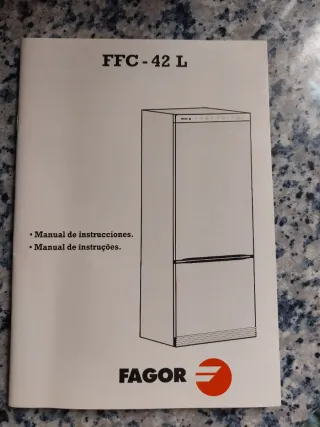 FFC - 42 L
• Manual de instrucciones.
• Manual de instruções.
FAGOR